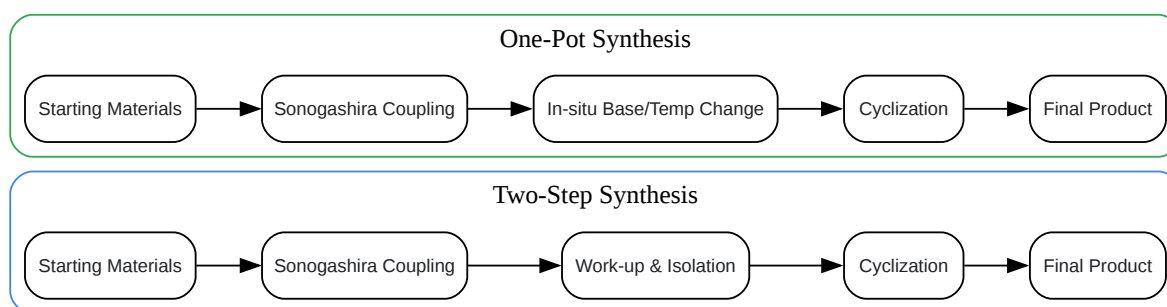 One-Pot Synthesis
Starting Materials
Sonogashira Coupling
In-situ Base/Temp Change
Cyclization
Final Product
Two-Step Synthesis
Starting Materials
Sonogashira Coupling
Work-up & Isolation
Cyclization
Final Product